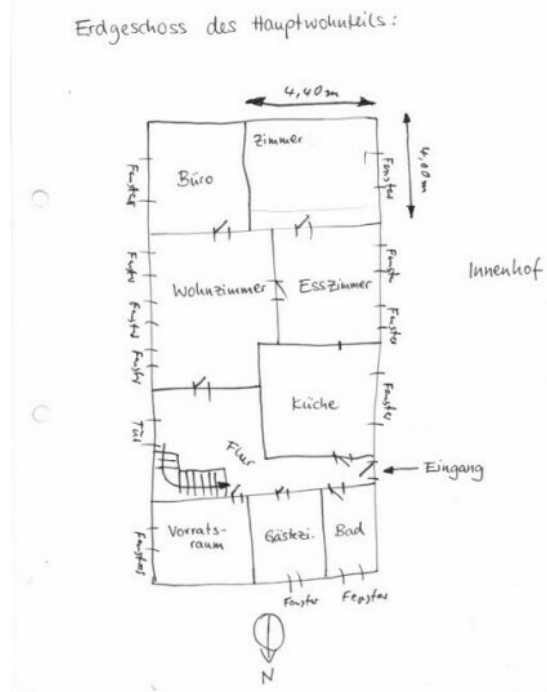 Erdgeschoss des Hauptwohnteils:
4,40m
4,00m
Zimmer
Büro
Fenster
Fenster
Wohnzimmer
Esszimmer
Innenhof
Fenster
Fenster
Fenster
Fenster
Fenster
Küche
Fenster
Tür
Flur
Eingang
Vorrats-
raum
Gästezi.
Bad
Fenster
Fenster
Fenster
N